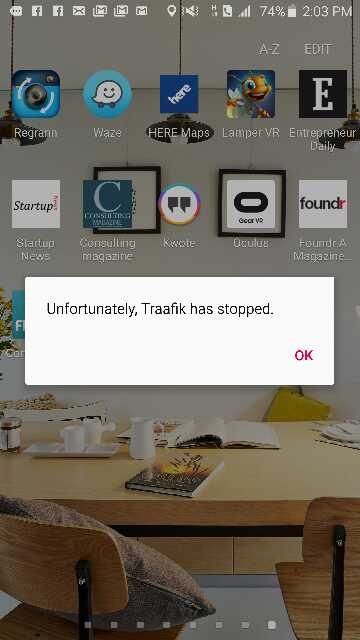 74% 2:03 PM
A-Z EDIT
Regrann Waze HERE Maps Lamper VR Entrepreneur
Daily
here
E
Startup News
C
CONSULTING
MAGAZINE
Gear VR
foundr
Startup
News
Consulting
magazine
Kwote
Oculus
Foundr A
Magazine...
Unfortunately, Traafik has stopped.
OK